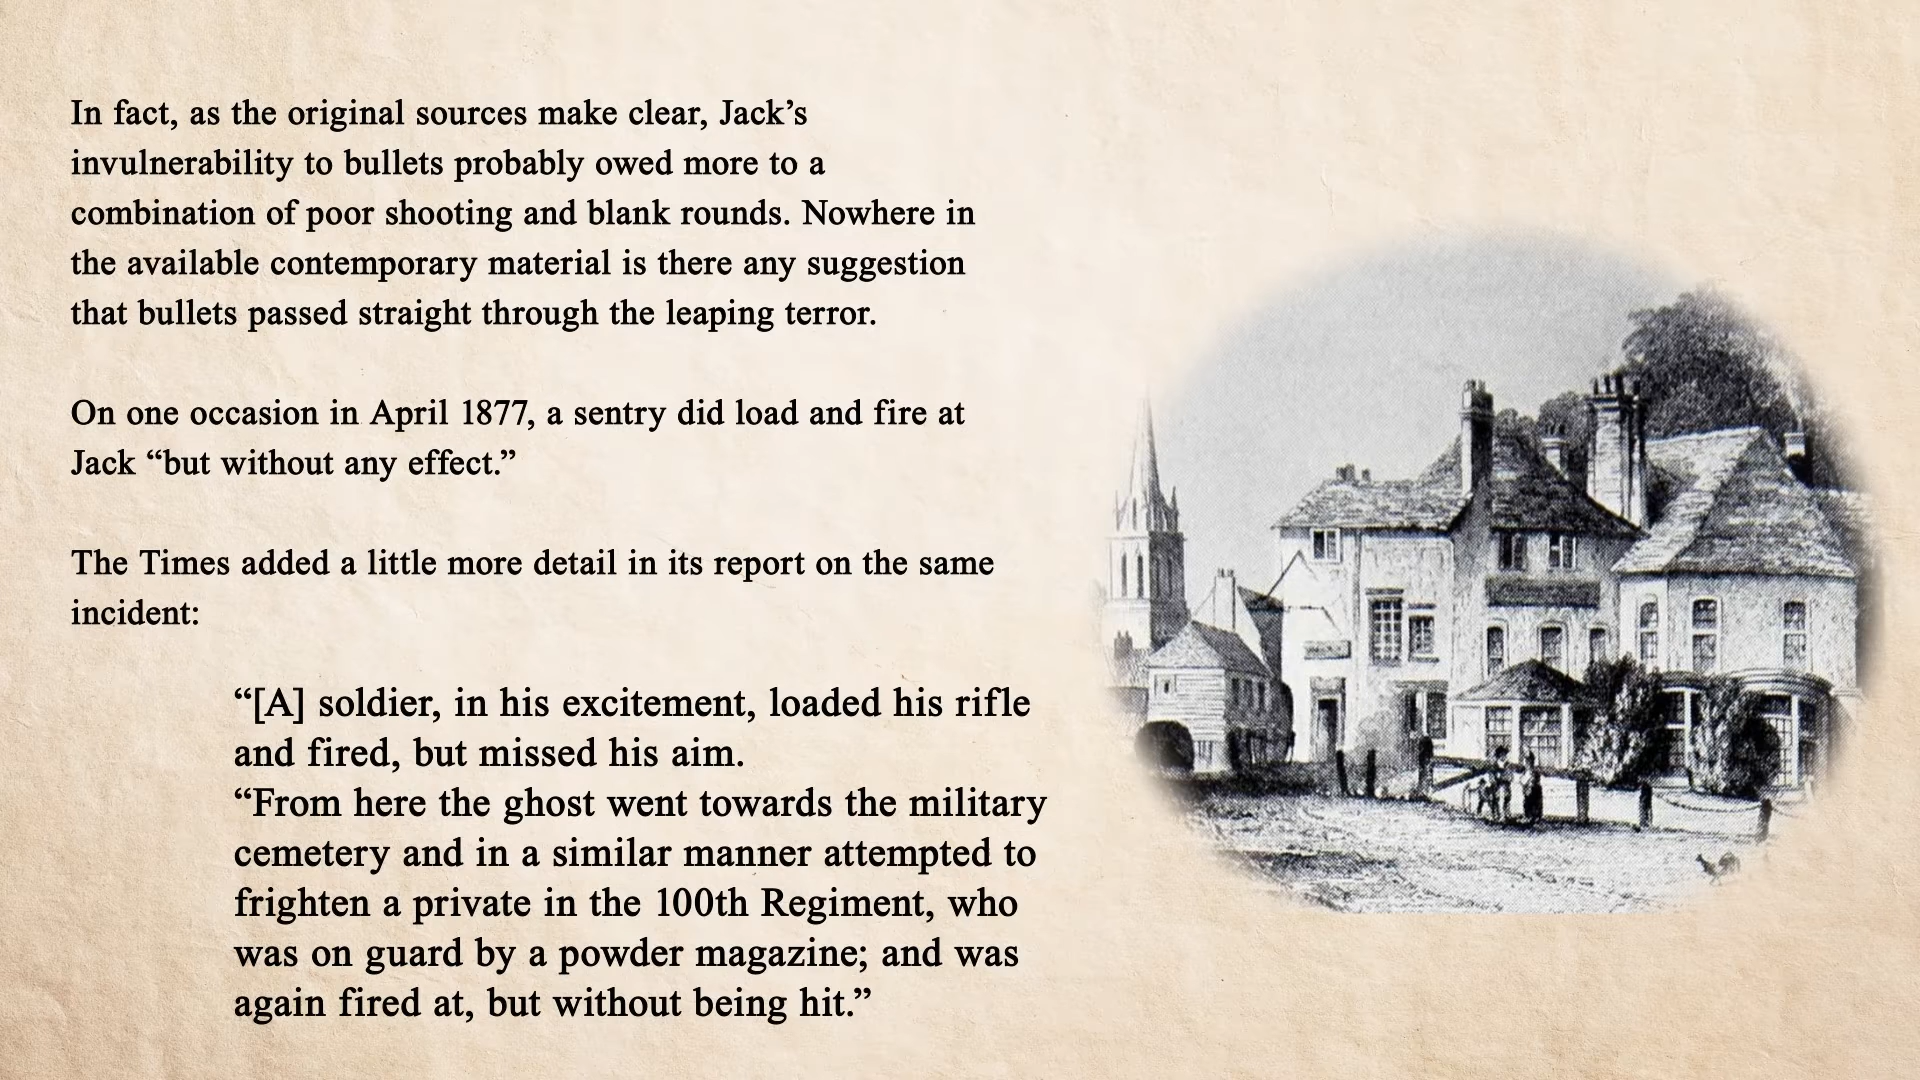 In fact, as the original sources make clear, Jack’s
invulnerability to bullets probably owed more to a
combination of poor shooting and blank rounds. Nowhere in
the available contemporary material is there any suggestion
that bullets passed straight through the leaping terror.
On one occasion in April 1877, a sentry did load and fire at
Jack “but without any effect.”
The Times added a little more detail in its report on the same
incident:
“[A] soldier, in his excitement, loaded his rifle
and fired, but missed his aim.
“From here the ghost went towards the military
cemetery and in a similar manner attempted to
frighten a private in the 100th Regiment, who
was on guard by a powder magazine; and was
again fired at, but without being hit.”